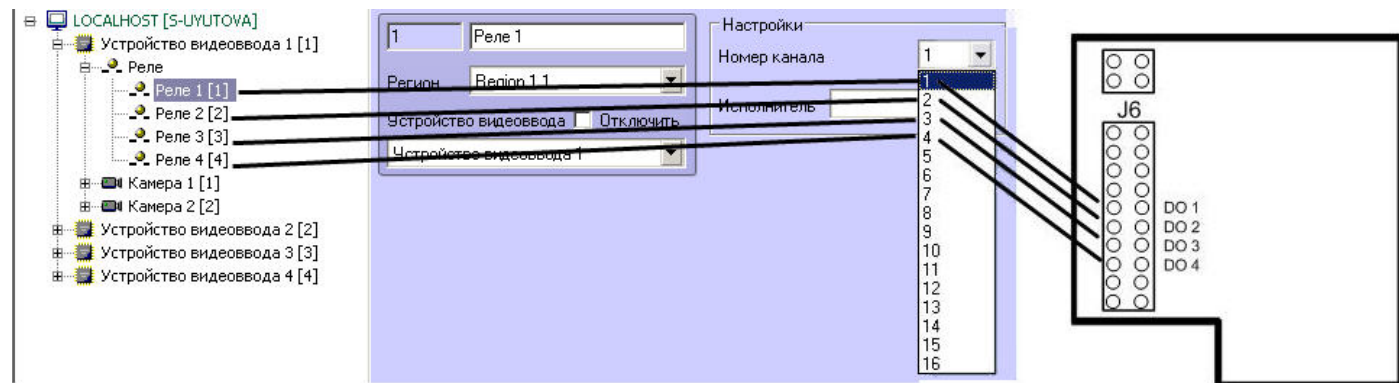 LOCALHOST [S-UYUTOVA]
Устройство видеоввода 1 [1]
Реле
Реле 1 [1]
Реле 2 [2]
Реле 3 [3]
Реле 4 [4]
Камера 1 [1]
Камера 2 [2]
Устройство видеоввода 2 [2]
Устройство видеоввода 3 [3]
Устройство видеоввода 4 [4]
1 Реле 1
Регион Region 1.1
Устройство видеоввода Отключить
Устройство видеоввода 1
Настройки
Номер канала 1
Исполнитель
1
2
3
4
5
6
7
8
9
10
11
12
13
14
15
16
J6
DO 1
DO 2
DO 3
DO 4